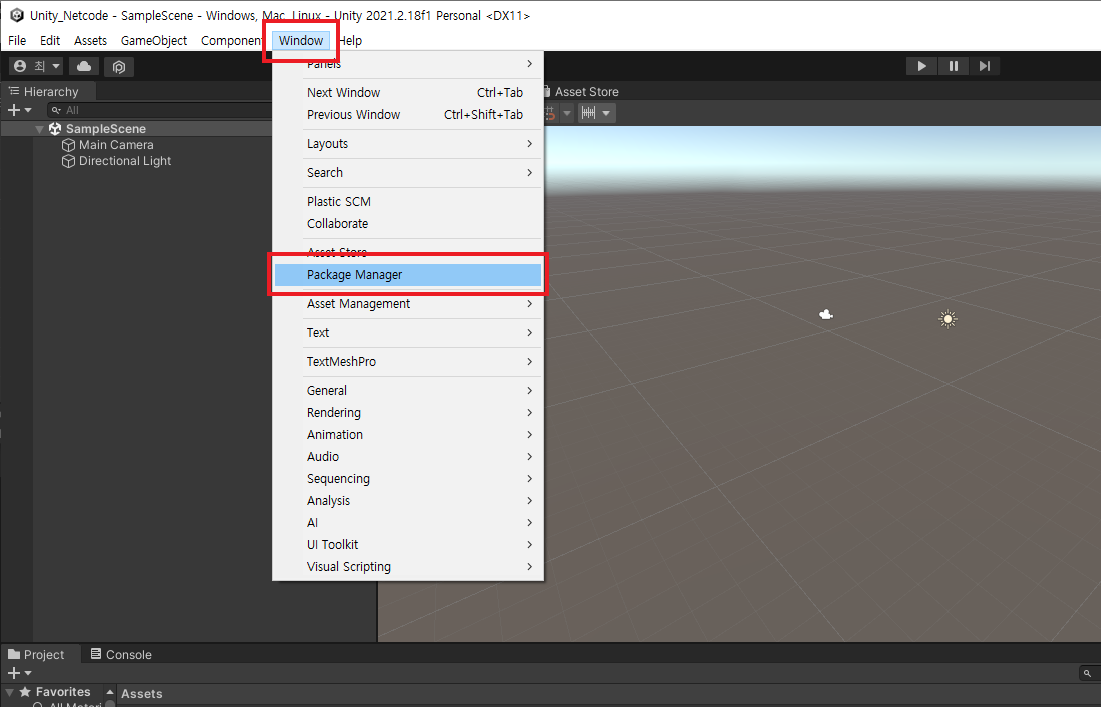 Unity_Netcode - SampleScene - Windows, Mac, Linux - Unity 2021.2.18f1 Personal <DX11>
File Edit Assets GameObject Component Window Help
최
Hierarchy
All
SampleScene
Main Camera
Directional Light
Panels
Next Window Ctrl+Tab
Previous Window Ctrl+Shift+Tab
Layouts
Search
Plastic SCM
Collaborate
Asset Store
Package Manager
Asset Management
Text
TextMeshPro
General
Rendering
Animation
Audio
Sequencing
Analysis
AI
UI Toolkit
Visual Scripting
Asset Store
Project Console
Favorites Assets
All